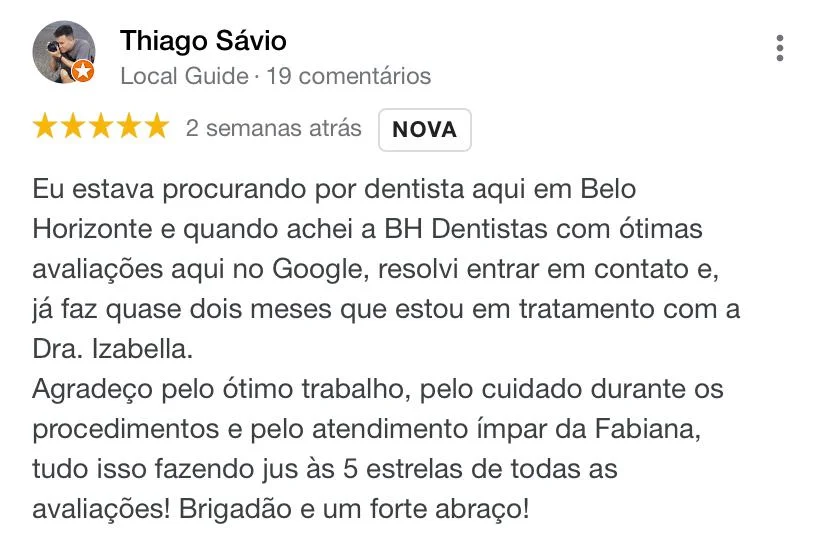 Thiago Sávio
Local Guide · 19 comentários
2 semanas atrás NOVA
Eu estava procurando por dentista aqui em Belo
Horizonte e quando achei a BH Dentistas com ótimas
avaliações aqui no Google, resolvi entrar em contato e,
já faz quase dois meses que estou em tratamento com a
Dra. Izabella.
Agradeço pelo ótimo trabalho, pelo cuidado durante os
procedimentos e pelo atendimento ímpar da Fabiana,
tudo isso fazendo jus às 5 estrelas de todas as
avaliações! Brigadão e um forte abraço!